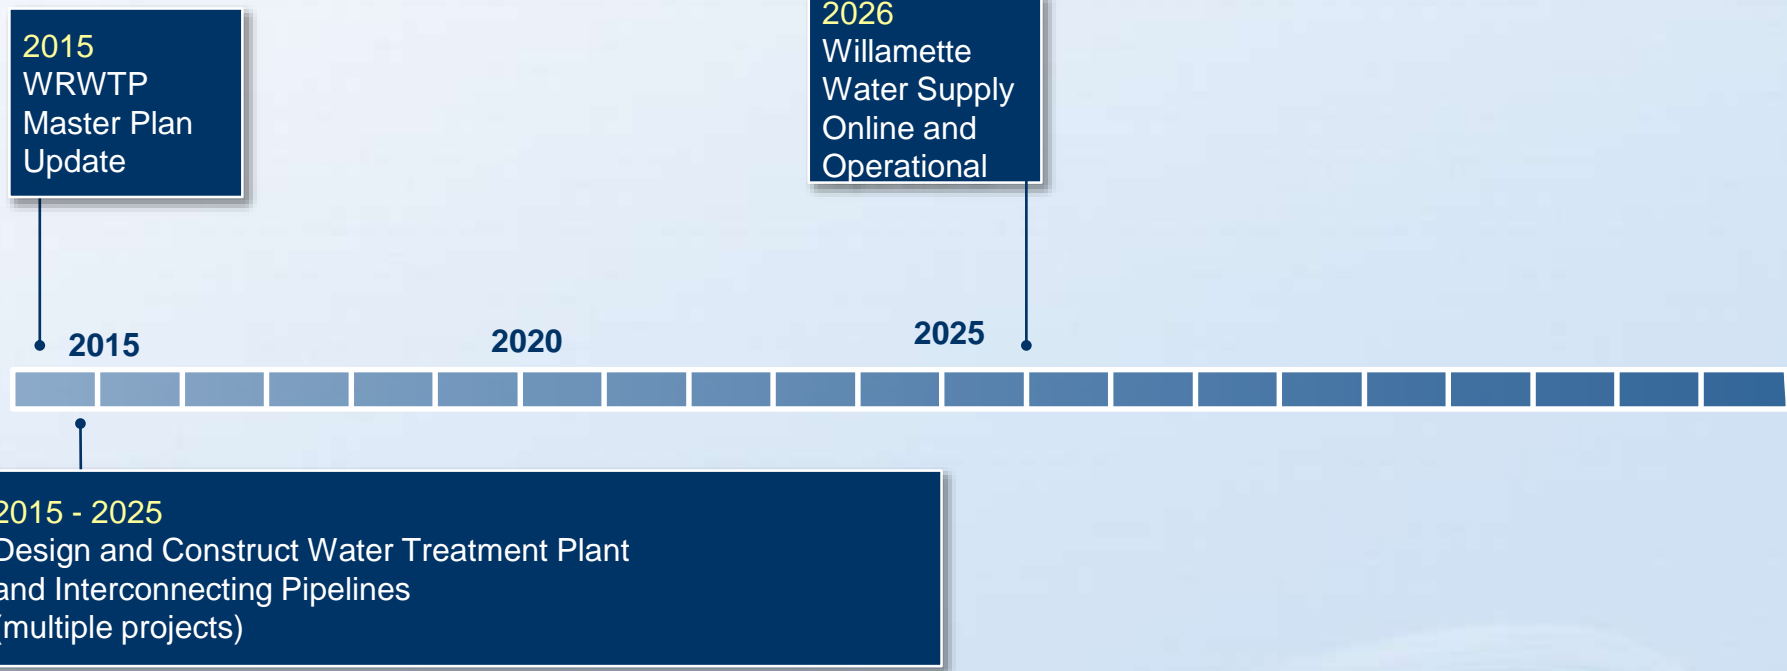 2015
WRWTP
Master Plan
Update
2026
Willamette
Water Supply
Online and
Operational
2015
2020
2025
2015 - 2025
Design and Construct Water Treatment Plant
and Interconnecting Pipelines
(multiple projects)